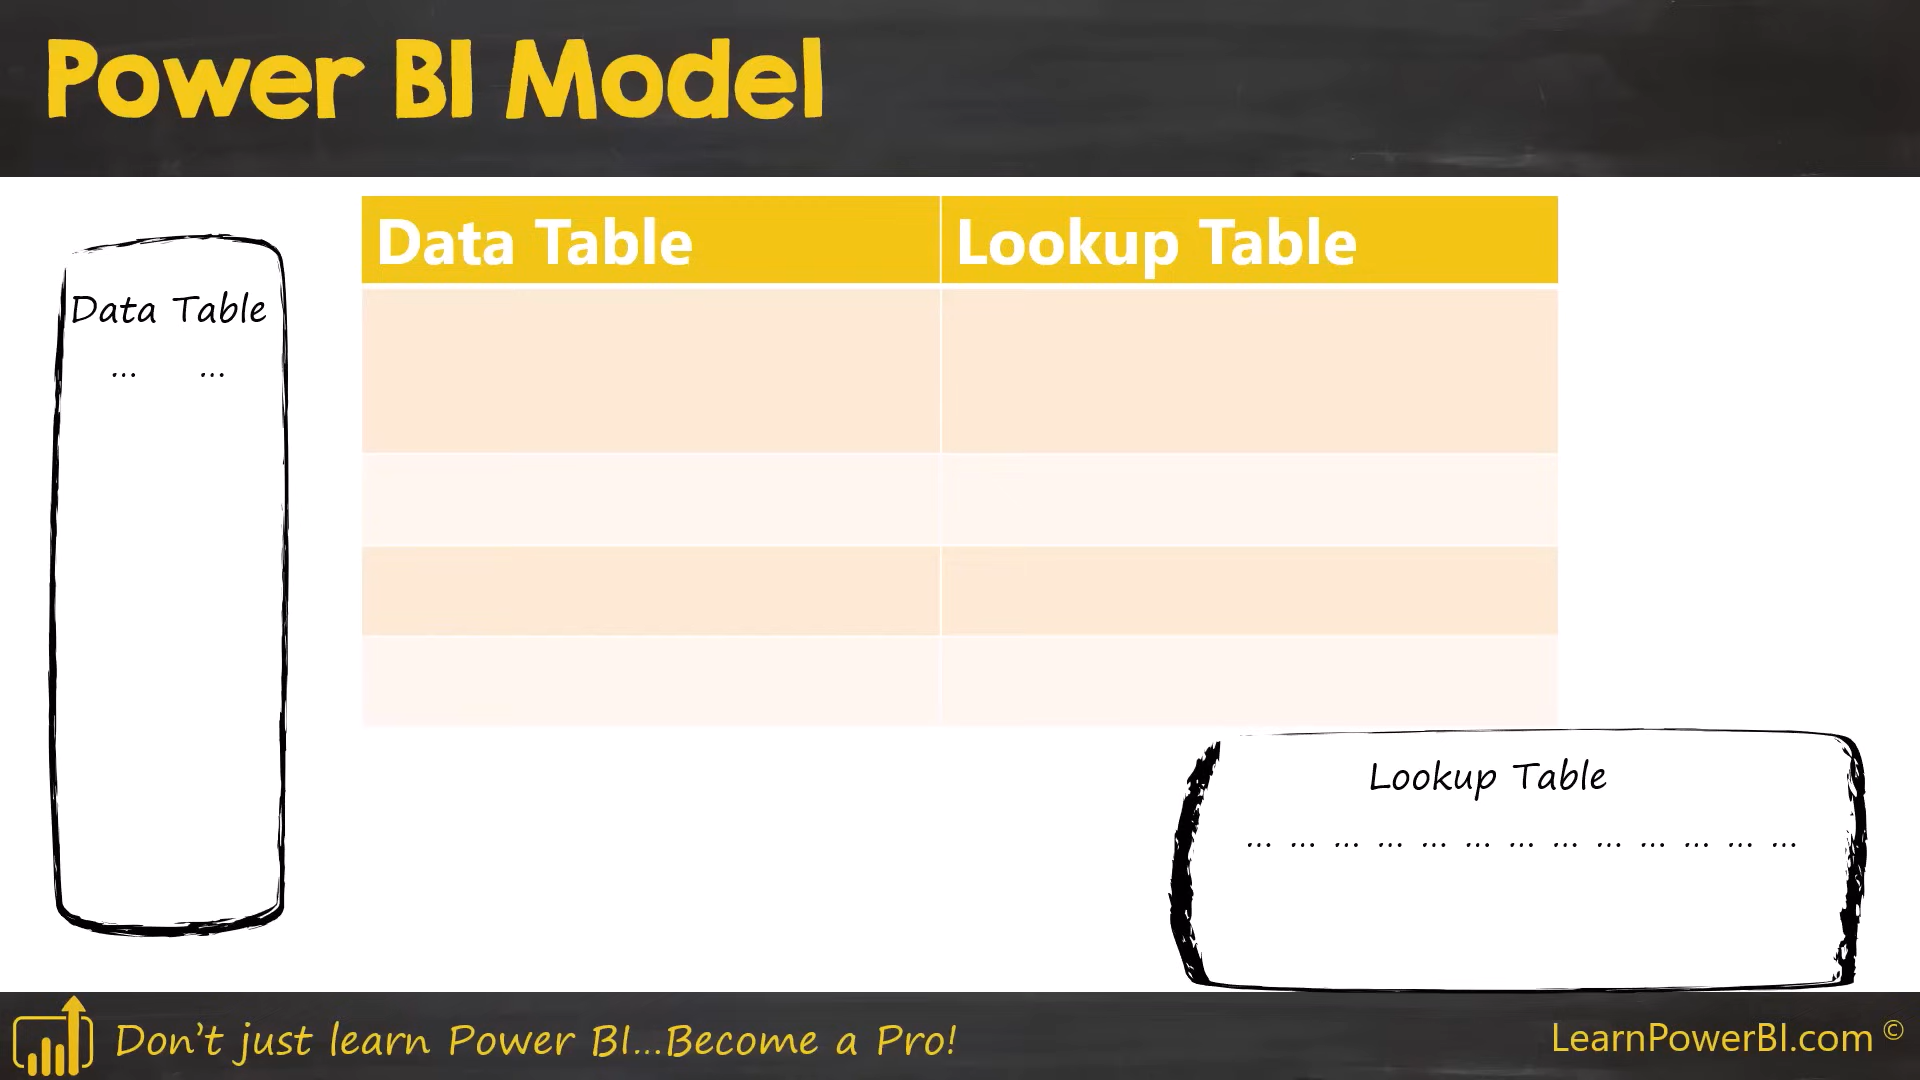 Power BI Model
Data Table Lookup Table
Data Table
... ...
Lookup Table
... ... ... ... ... ... ... ... ... ... ... ... ...
Don't just learn Power BI...Become a Pro!
LearnPowerBI.com ©